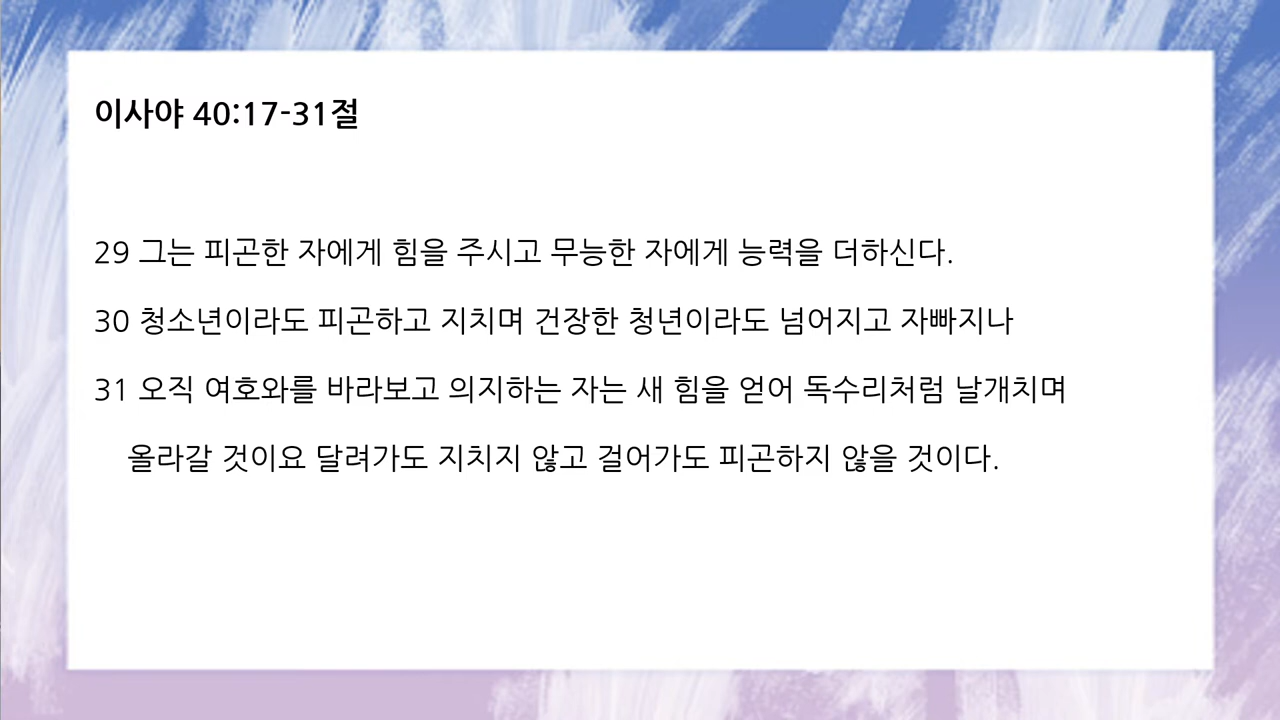 이사야 40:17-31절
29 그는 피곤한 자에게 힘을 주시고 무능한 자에게 능력을 더하신다.
30 청소년이라도 피곤하고 지치며 건장한 청년이라도 넘어지고 자빠지나
31 오직 여호와를 바라보고 의지하는 자는 새 힘을 얻어 독수리처럼 날개치며
올라갈 것이요 달려가도 지치지 않고 걸어가도 피곤하지 않을 것이다.